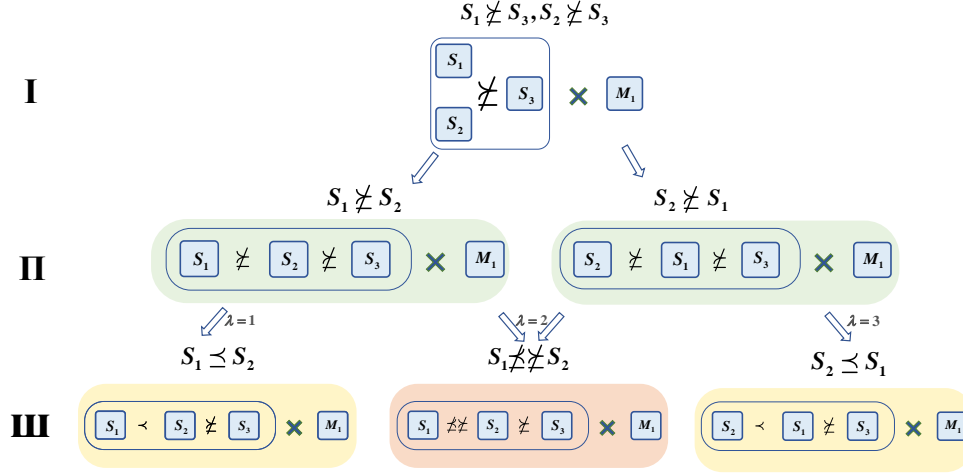 S₁ ⋡ S₃, S₂ ⋡ S₃
I
S₁
S₂
⋡ S₃ × M₁
S₁ ⋡ S₂
S₂ ⋡ S₁
Π
S₁ ⋡ S₂ ⋡ S₃ × M₁
S₂ ⋡ S₁ ⋡ S₃ × M₁
λ=1
λ=2
λ=3
S₁ ⪯ S₂
S₁ ⋠⋡ S₂
S₂ ⪯ S₁
Ш
S₁ ≺ S₂ ⋡ S₃ × M₁
S₁ ⋠⋡ S₂ ⋡ S₃ × M₁
S₂ ≺ S₁ ⋡ S₃ × M₁